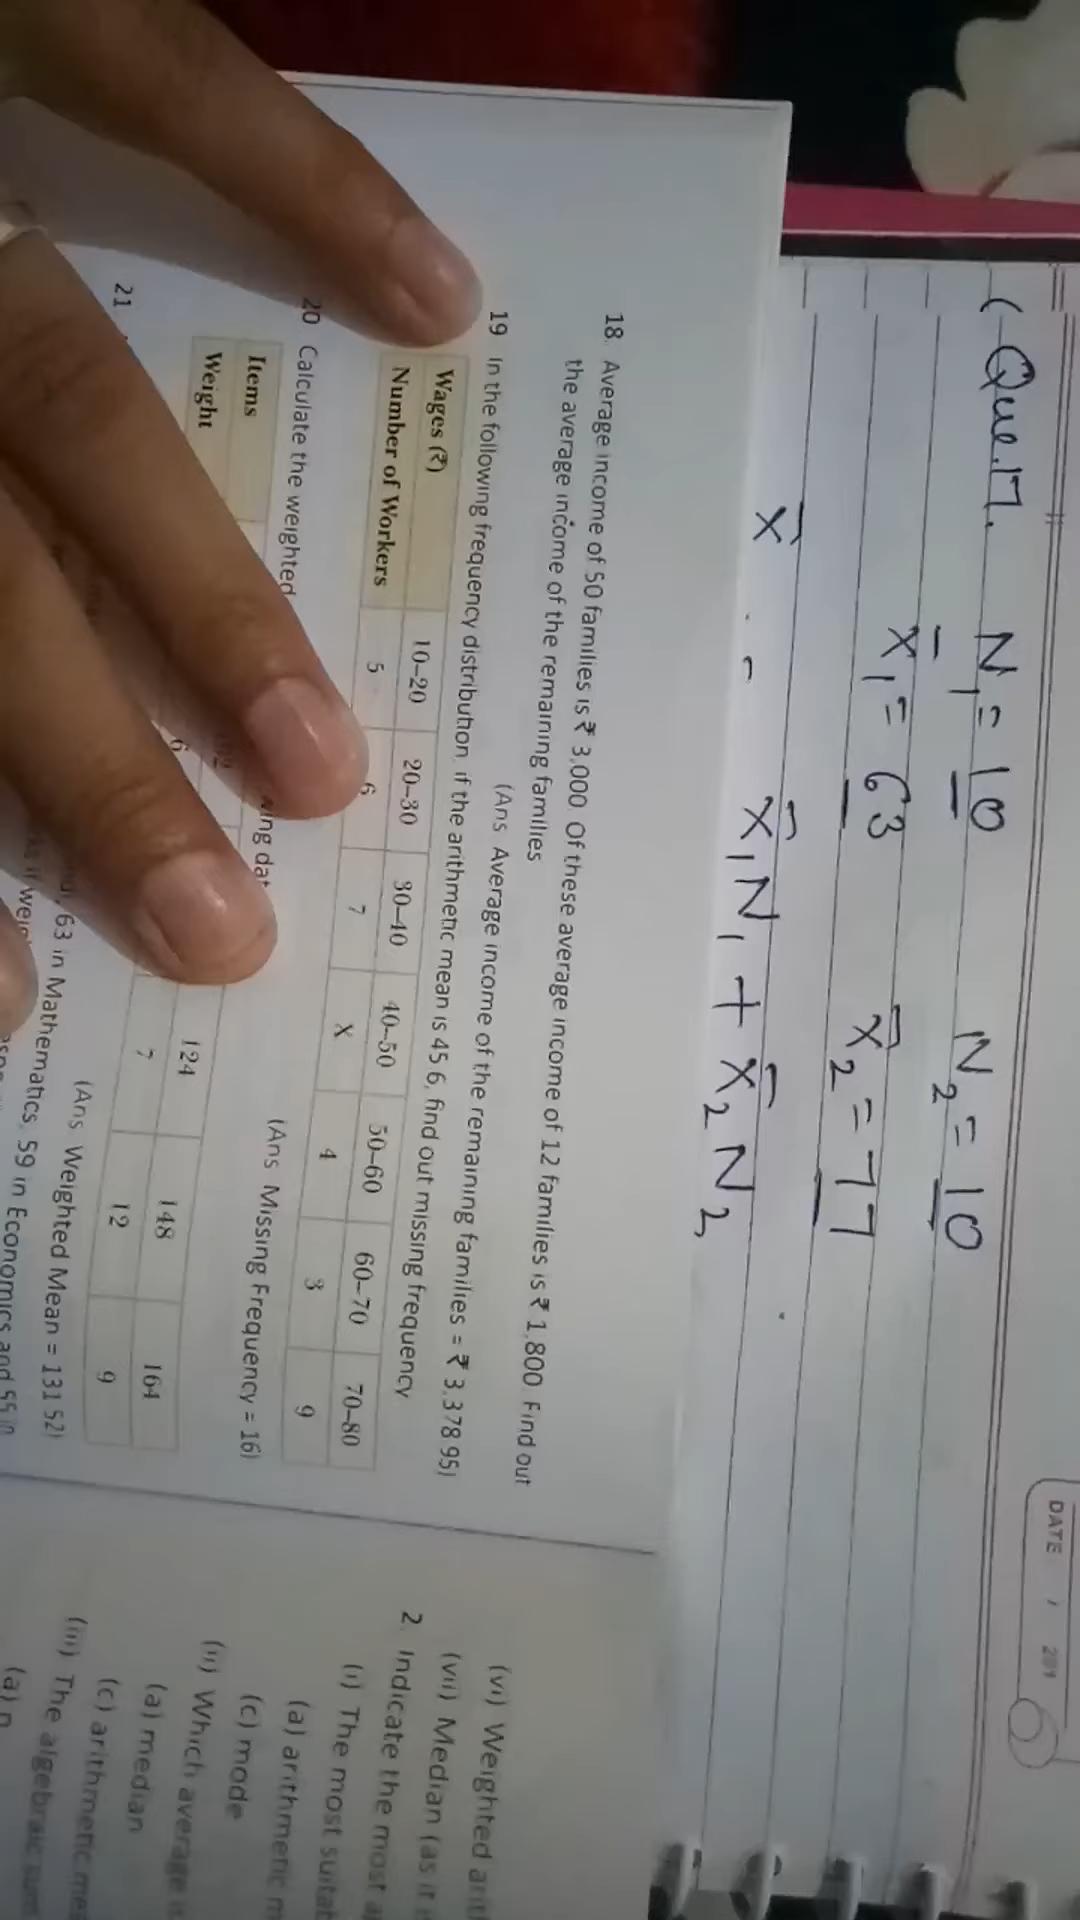 DATE / 201
(Que.17. N1 = 10 N2 = 10
x̄1 = 63 x̄2 = 77
x̄ = x̄1N1 + x̄2N2
18. Average income of 50 families is ₹ 3,000. Of these average income of 12 families is ₹ 1,800. Find out
the average income of the remaining families
(Ans. Average income of the remaining families = ₹ 3,378.95)
19 In the following frequency distribution, if the arithmetic mean is 45.6, find out missing frequency
Wages (₹) 10–20 20–30 30–40 40–50 50–60 60–70 70–80
Number of Workers 5 6 7 X 4 3 9
(Ans. Missing Frequency = 16)
20 Calculate the weighted
Items 124 148 164
Weight 6 7 12 9
(Ans. Weighted Mean = 131.52)
21
63 in Mathematics, 59 in Economics and 55 in
(vi) Weighted
(vii) Median (as it
2. Indicate the most
(i) The most
(a) arithmetic
(c) mode
(ii) Which average
(a) median
(c) arithmetic
(iii) The algebraic sum
(a)